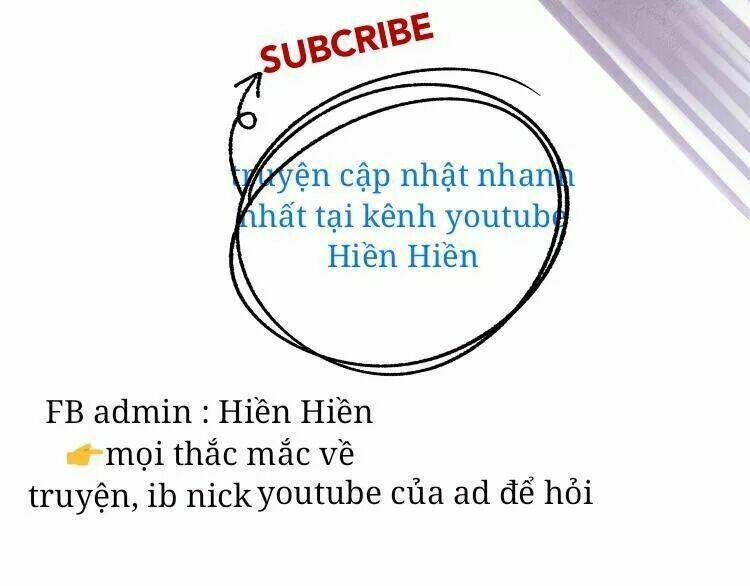 SUBCRIBE
truyện cập nhật nhanh
nhất tại kênh youtube
Hiền Hiền
FB admin : Hiền Hiền
👉mọi thắc mắc về
truyện, ib nick youtube của ad để hỏi